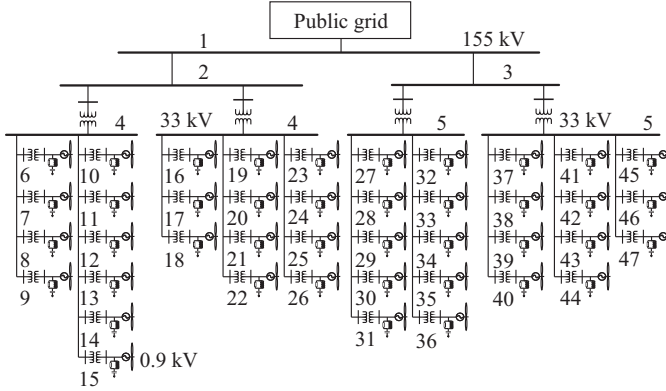 Public grid
1 155 kV
2 3
4 33 kV 4 5 33 kV 5
6 10 16 19 23 27 32 37 41 45
7 11 17 20 24 28 33 38 42 46
8 12 18 21 25 29 34 39 43 47
9 13 22 26 30 35 40 44
14 31 36
15 0.9 kV